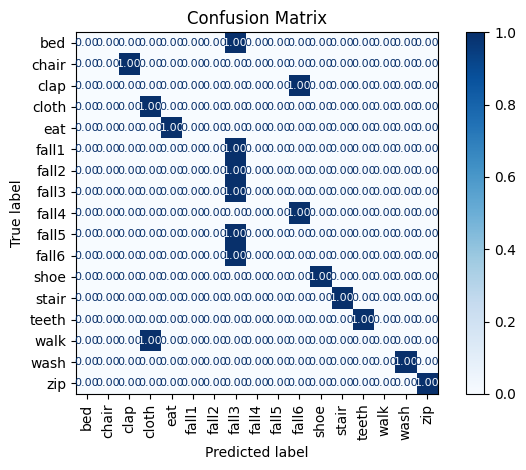 Confusion Matrix
True label
bed 0.00 0.00 0.00 0.00 0.00 0.00 0.00 1.00 0.00 0.00 0.00 0.00 0.00 0.00 0.00 0.00 0.00
chair 0.00 0.00 1.00 0.00 0.00 0.00 0.00 0.00 0.00 0.00 0.00 0.00 0.00 0.00 0.00 0.00 0.00
clap 0.00 0.00 0.00 0.00 0.00 0.00 0.00 0.00 0.00 0.00 1.00 0.00 0.00 0.00 0.00 0.00 0.00
cloth 0.00 0.00 0.00 1.00 0.00 0.00 0.00 0.00 0.00 0.00 0.00 0.00 0.00 0.00 0.00 0.00 0.00
eat 0.00 0.00 0.00 0.00 1.00 0.00 0.00 0.00 0.00 0.00 0.00 0.00 0.00 0.00 0.00 0.00 0.00
fall1 0.00 0.00 0.00 0.00 0.00 0.00 0.00 1.00 0.00 0.00 0.00 0.00 0.00 0.00 0.00 0.00 0.00
fall2 0.00 0.00 0.00 0.00 0.00 0.00 0.00 1.00 0.00 0.00 0.00 0.00 0.00 0.00 0.00 0.00 0.00
fall3 0.00 0.00 0.00 0.00 0.00 0.00 0.00 1.00 0.00 0.00 0.00 0.00 0.00 0.00 0.00 0.00 0.00
fall4 0.00 0.00 0.00 0.00 0.00 0.00 0.00 0.00 0.00 0.00 1.00 0.00 0.00 0.00 0.00 0.00 0.00
fall5 0.00 0.00 0.00 0.00 0.00 0.00 0.00 1.00 0.00 0.00 0.00 0.00 0.00 0.00 0.00 0.00 0.00
fall6 0.00 0.00 0.00 0.00 0.00 0.00 0.00 1.00 0.00 0.00 0.00 0.00 0.00 0.00 0.00 0.00 0.00
shoe 0.00 0.00 0.00 0.00 0.00 0.00 0.00 0.00 0.00 0.00 0.00 1.00 0.00 0.00 0.00 0.00 0.00
stair 0.00 0.00 0.00 0.00 0.00 0.00 0.00 0.00 0.00 0.00 0.00 0.00 1.00 0.00 0.00 0.00 0.00
teeth 0.00 0.00 0.00 0.00 0.00 0.00 0.00 0.00 0.00 0.00 0.00 0.00 0.00 1.00 0.00 0.00 0.00
walk 0.00 0.00 0.00 1.00 0.00 0.00 0.00 0.00 0.00 0.00 0.00 0.00 0.00 0.00 0.00 0.00 0.00
wash 0.00 0.00 0.00 0.00 0.00 0.00 0.00 0.00 0.00 0.00 0.00 0.00 0.00 0.00 0.00 1.00 0.00
zip 0.00 0.00 0.00 0.00 0.00 0.00 0.00 0.00 0.00 0.00 0.00 0.00 0.00 0.00 0.00 0.00 1.00
bed chair clap cloth eat fall1 fall2 fall3 fall4 fall5 fall6 shoe stair teeth walk wash zip
Predicted label
1.0
0.8
0.6
0.4
0.2
0.0